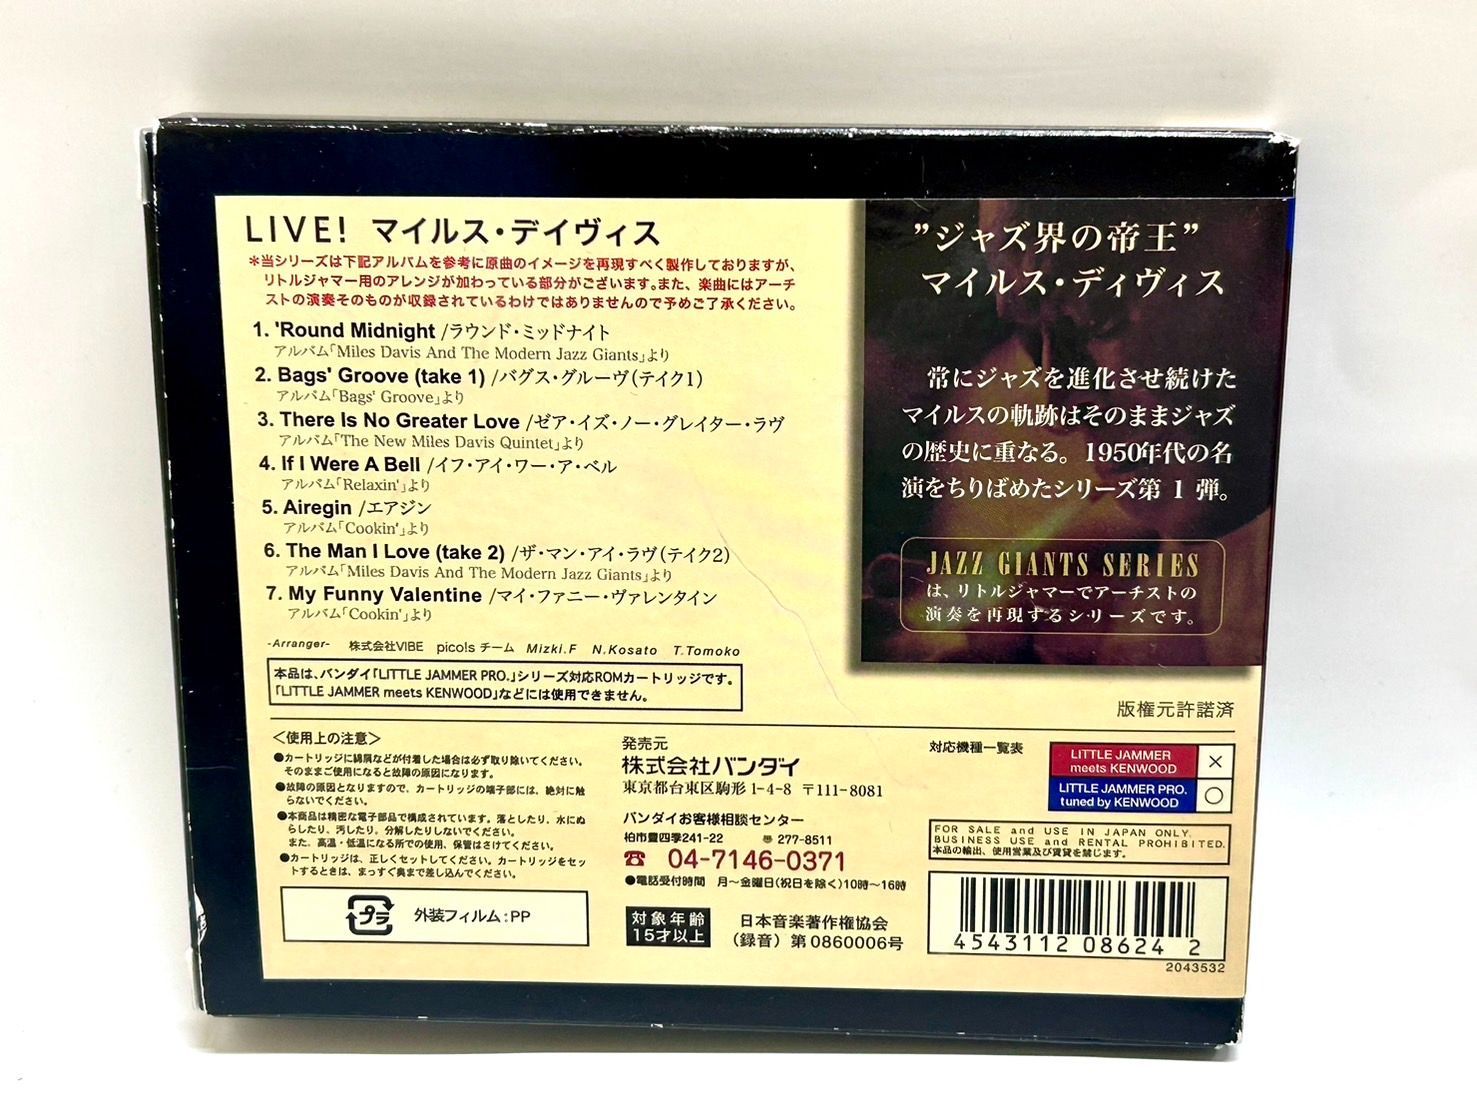 LIVE! マイルス・デイヴィス
＊当シリーズは下記アルバムを参考に原曲のイメージを再現すべく製作しておりますが、
リトルジャマー用のアレンジが加わっている部分がございます。また、楽曲にはアーチ
ストの演奏そのものが収録されているわけではありませんので予めご了承ください。
1. 'Round Midnight /ラウンド・ミッドナイト
アルバム「Miles Davis And The Modern Jazz Giants」より
2. Bags' Groove (take 1) /バグス・グルーヴ(テイク1)
アルバム「Bags' Groove」より
3. There Is No Greater Love /ゼア・イズ・ノー・グレイター・ラヴ
アルバム「The New Miles Davis Quintet」より
4. If I Were A Bell /イフ・アイ・ワー・ア・ベル
アルバム「Relaxin'」より
5. Airegin /エアジン
アルバム「Cookin'」より
6. The Man I Love (take 2) /ザ・マン・アイ・ラヴ(テイク2)
アルバム「Miles Davis And The Modern Jazz Giants」より
7. My Funny Valentine /マイ・ファニー・ヴァレンタイン
アルバム「Cookin'」より
-Arranger- 株式会社VIBE pico!s チーム Mizki.F N.Kosato T.Tomoko
本品は、バンダイ「LITTLE JAMMER PRO.」シリーズ対応ROMカートリッジです。
「LITTLE JAMMER meets KENWOOD」などには使用できません。
”ジャズ界の帝王”
マイルス・ディヴィス
常にジャズを進化させ続けた
マイルスの軌跡はそのままジャズ
の歴史に重なる。1950年代の名
演をちりばめたシリーズ第 1 弾。
JAZZ GIANTS SERIES
は、リトルジャマーでアーチストの
演奏を再現するシリーズです。
版権元許諾済
＜使用上の注意＞
●カートリッジに綿屑などが付着した場合は必ず取り除いてください。
そのままご使用になると故障の原因になります。
●故障の原因となりますので、カートリッジの端子部には、絶対に触
らないでください。
●本商品は精密な電子部品で構成されています。落としたり、水にぬ
らしたり、汚したり、分解したりしないでください。
また、高温・低温になる所での使用、保管はさけてください。
●カートリッジは、正しくセットしてください。カートリッジをセッ
トするときは、まっすぐ奥まで差し込んでください。
プラ 外装フィルム:PP
発売元
株式会社バンダイ
東京都台東区駒形 1-4-8 〒111-8081
バンダイお客様相談センター
柏市豊四季241-22 〠 277-8511
☎ 04-7146-0371
●電話受付時間 月〜金曜日(祝日を除く)10時〜16時
対象年齢
15才以上
日本音楽著作権協会
(録音)第0860006号
対応機種一覧表
LITTLE JAMMER
meets KENWOOD ×
LITTLE JAMMER PRO.
tuned by KENWOOD ○
FOR SALE and USE IN JAPAN ONLY.
BUSINESS USE and RENTAL PROHIBITED.
本品の輸出、使用営業及び賃貸を禁じます。
4543112 08624 2
2043532